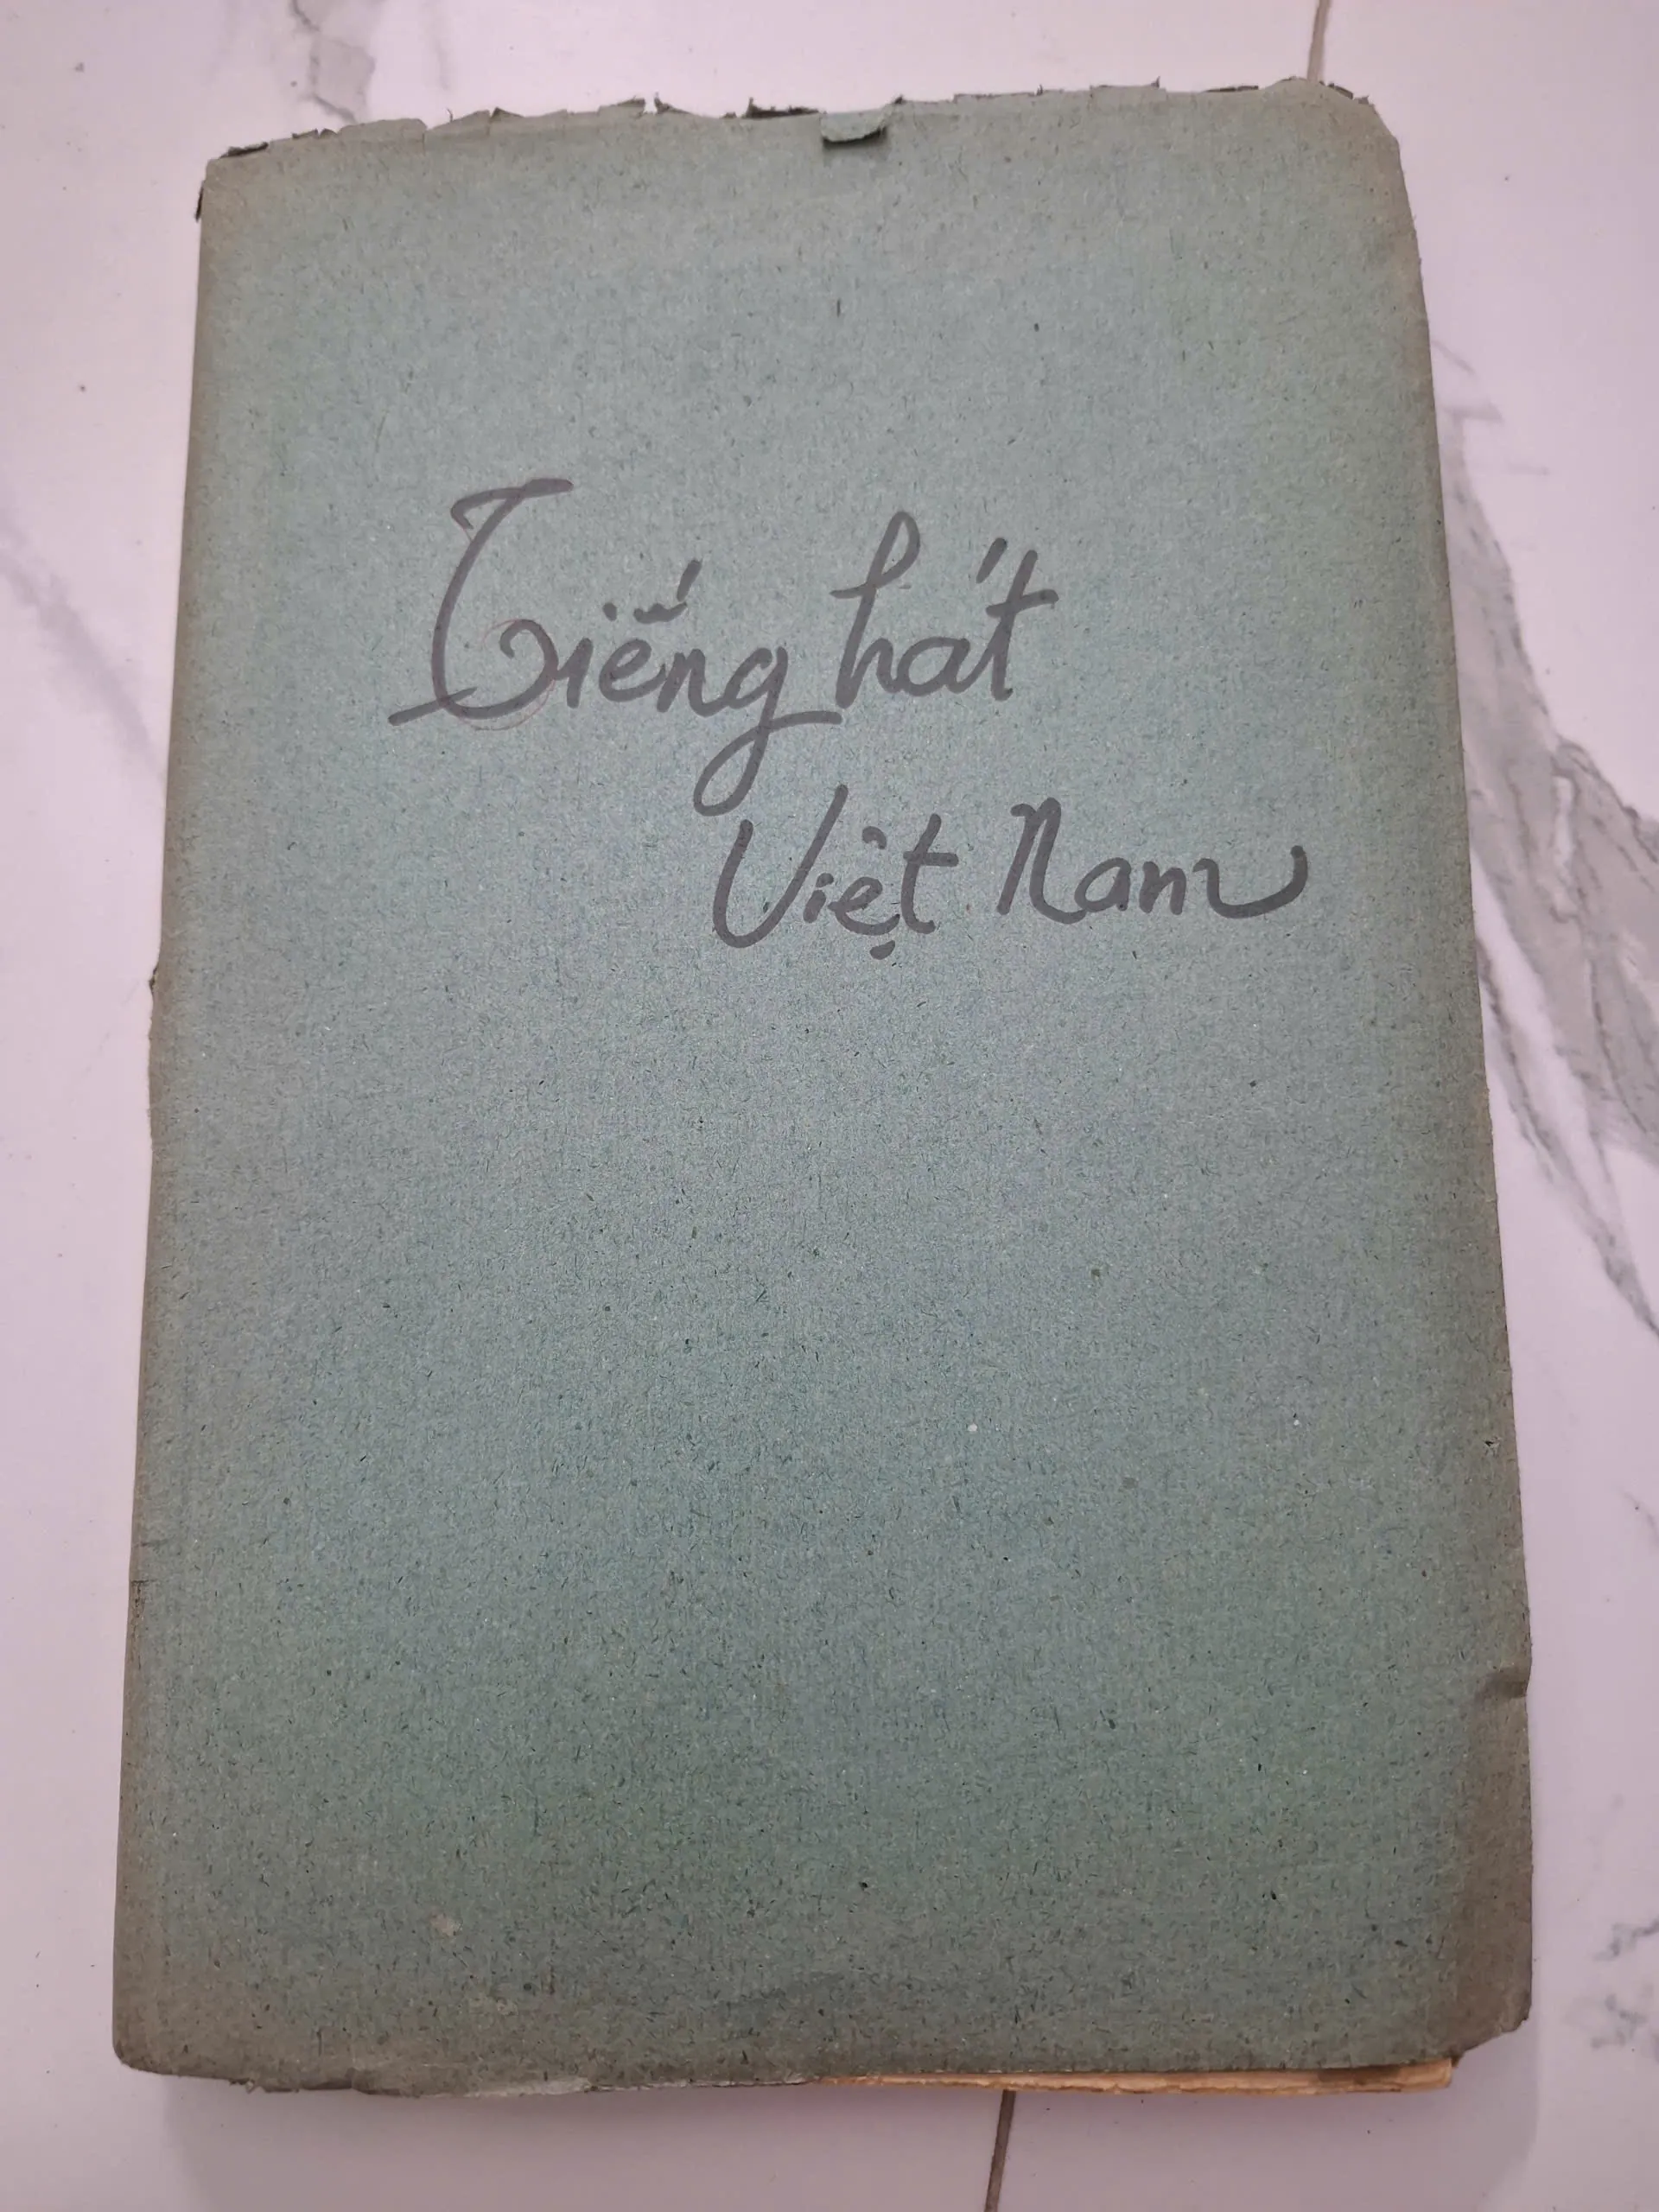 Tiếng hát
Việt Nam